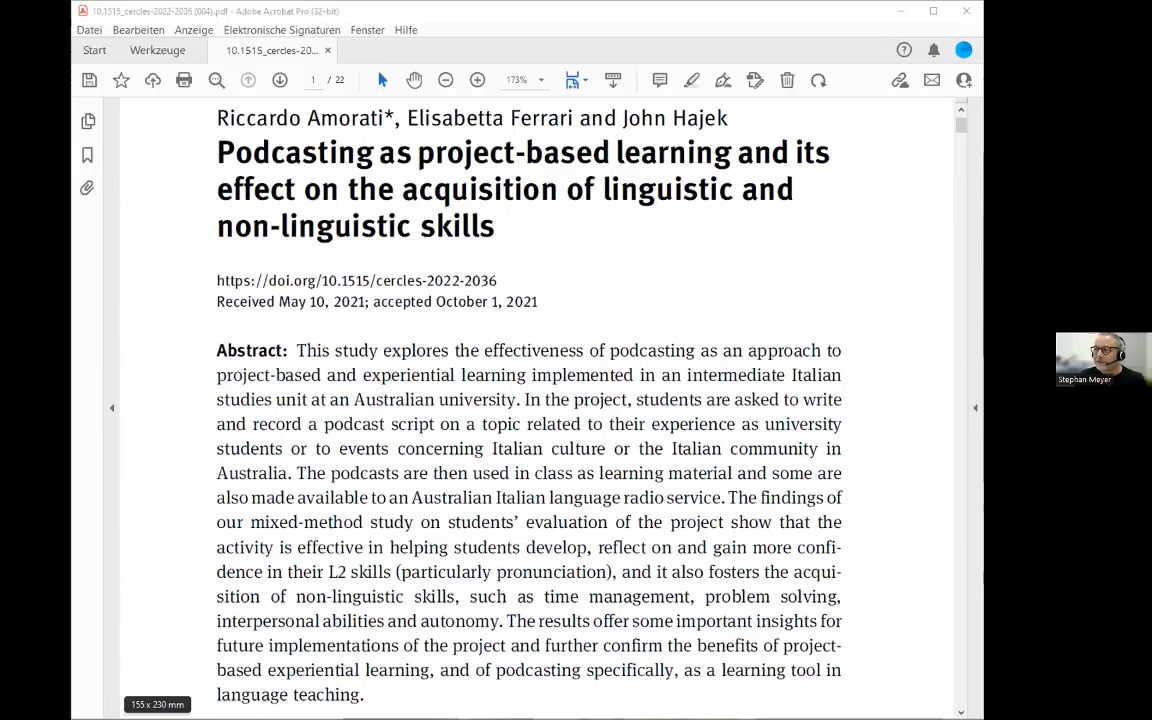 10.1515_cercles-2022-2036 (004).pdf - Adobe Acrobat Pro (32-bit)
Datei Bearbeiten Anzeige Elektronische Signaturen Fenster Hilfe
Start Werkzeuge 10.1515_cercles-20... ×
1 / 22 173%
Riccardo Amorati*, Elisabetta Ferrari and John Hajek
Podcasting as project-based learning and its
effect on the acquisition of linguistic and
non-linguistic skills
https://doi.org/10.1515/cercles-2022-2036
Received May 10, 2021; accepted October 1, 2021
Abstract: This study explores the effectiveness of podcasting as an approach to
project-based and experiential learning implemented in an intermediate Italian
studies unit at an Australian university. In the project, students are asked to write
and record a podcast script on a topic related to their experience as university
students or to events concerning Italian culture or the Italian community in
Australia. The podcasts are then used in class as learning material and some are
also made available to an Australian Italian language radio service. The findings of
our mixed-method study on students’ evaluation of the project show that the
activity is effective in helping students develop, reflect on and gain more confi-
dence in their L2 skills (particularly pronunciation), and it also fosters the acqui-
sition of non-linguistic skills, such as time management, problem solving,
interpersonal abilities and autonomy. The results offer some important insights for
future implementations of the project and further confirm the benefits of project-
based experiential learning, and of podcasting specifically, as a learning tool in
language teaching.
155 x 230 mm
Stephan Meyer